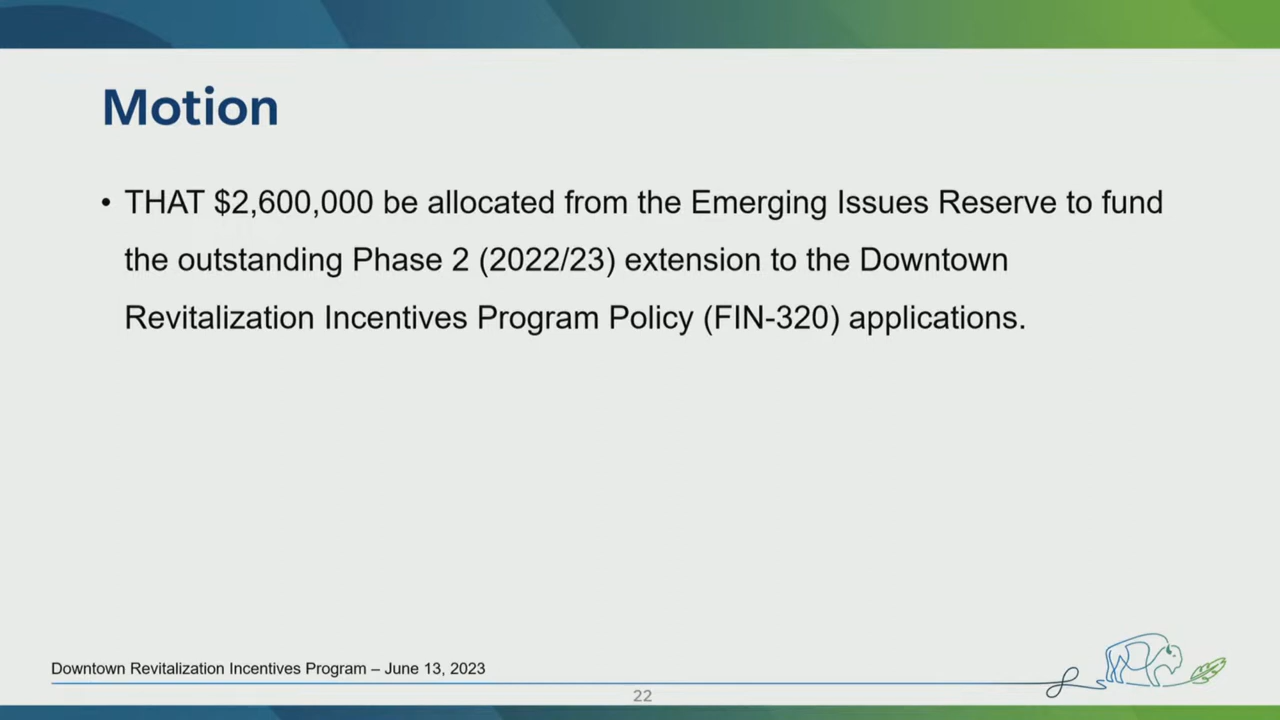 Motion
• THAT $2,600,000 be allocated from the Emerging Issues Reserve to fund
the outstanding Phase 2 (2022/23) extension to the Downtown
Revitalization Incentives Program Policy (FIN-320) applications.
Downtown Revitalization Incentives Program – June 13, 2023
22